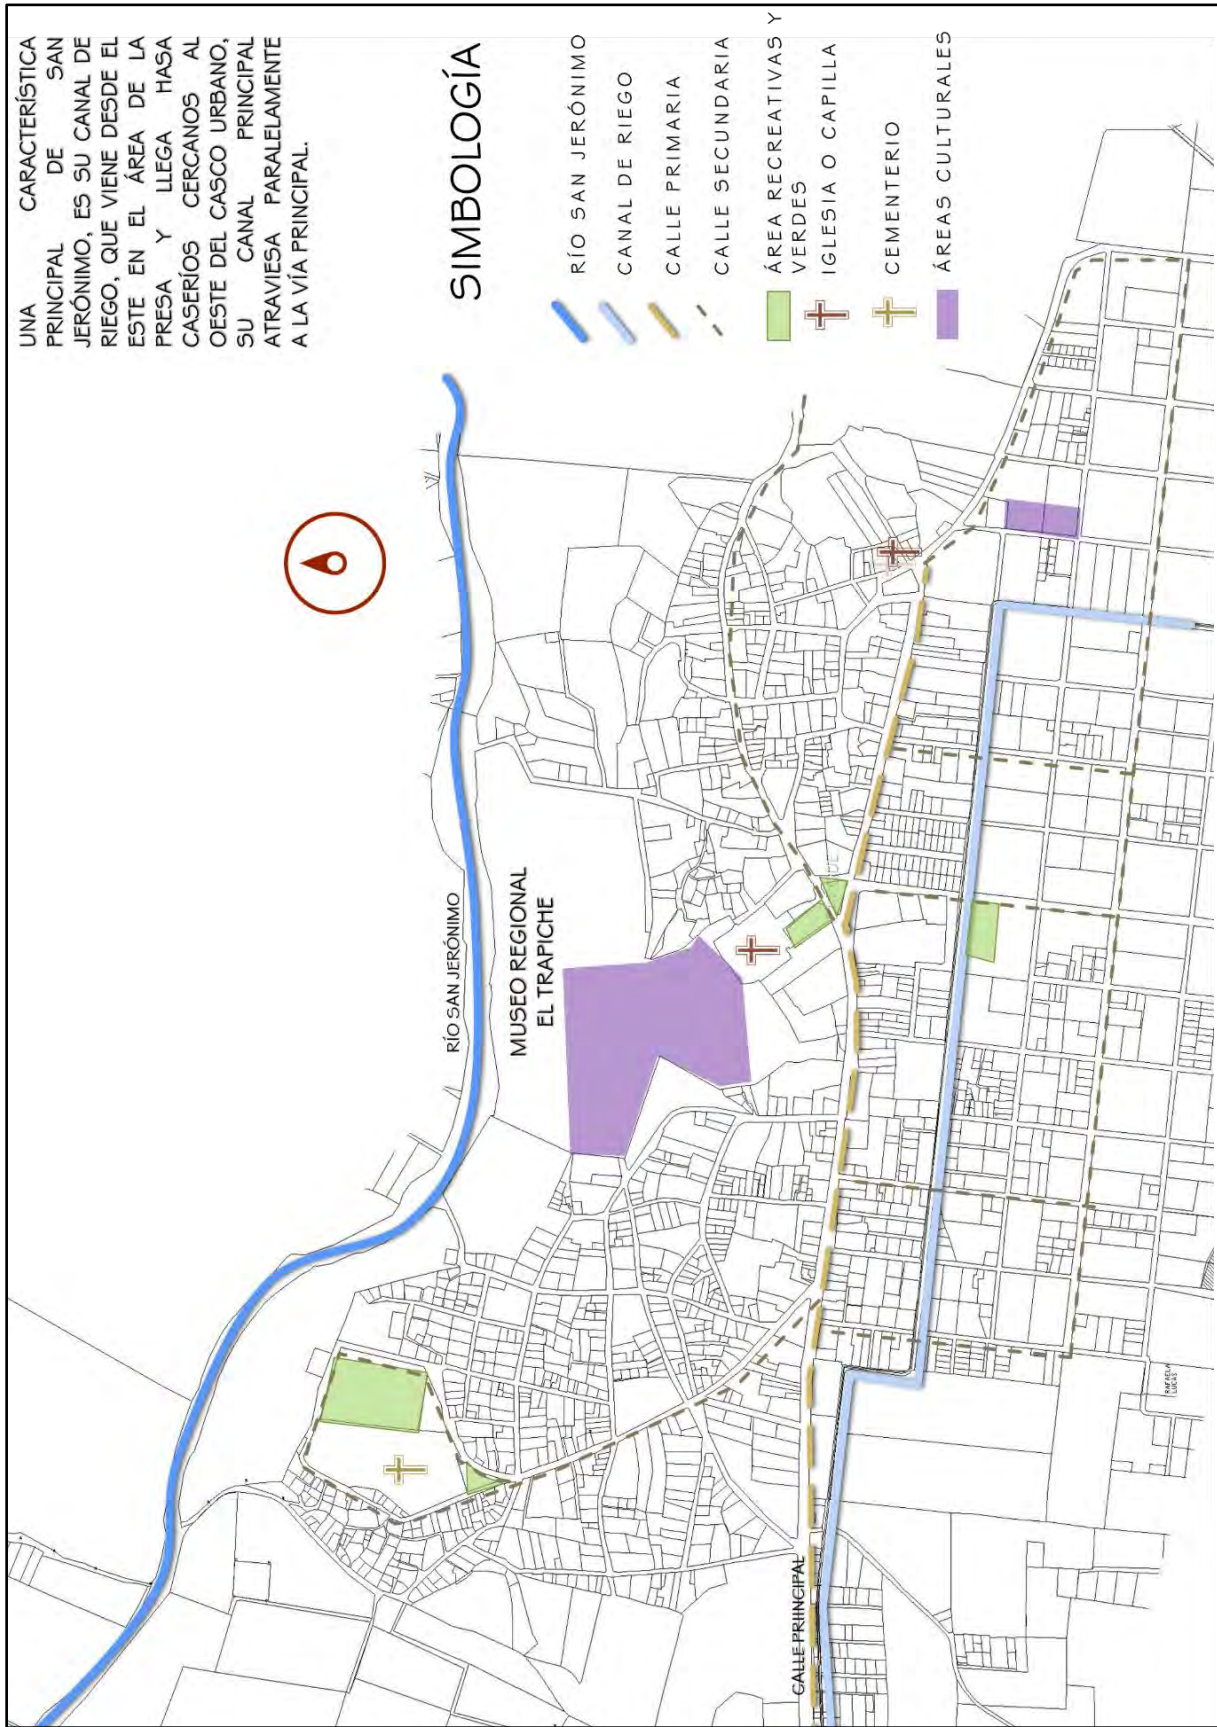 UNA CARACTERÍSTICA
PRINCIPAL DE SAN
JERÓNIMO, ES SU CANAL DE
RIEGO, QUE VIENE DESDE EL
ESTE EN EL ÁREA DE LA
PRESA Y LLEGA HASA
CASERÍOS CERCANOS AL
OESTE DEL CASCO URBANO,
SU CANAL PRINCIPAL
ATRAVIESA PARALELAMENTE
A LA VÍA PRINCIPAL.
SIMBOLOGÍA
RÍO SAN JERÓNIMO
CANAL DE RIEGO
CALLE PRIMARIA
CALLE SECUNDARIA
ÁREA RECREATIVAS Y
VERDES
IGLESIA O CAPILLA
CEMENTERIO
ÁREAS CULTURALES
RÍO SAN JERÓNIMO
MUSEO REGIONAL
EL TRAPICHE
CALLE PRIINCIPAL
RAFAELA
LUCAS